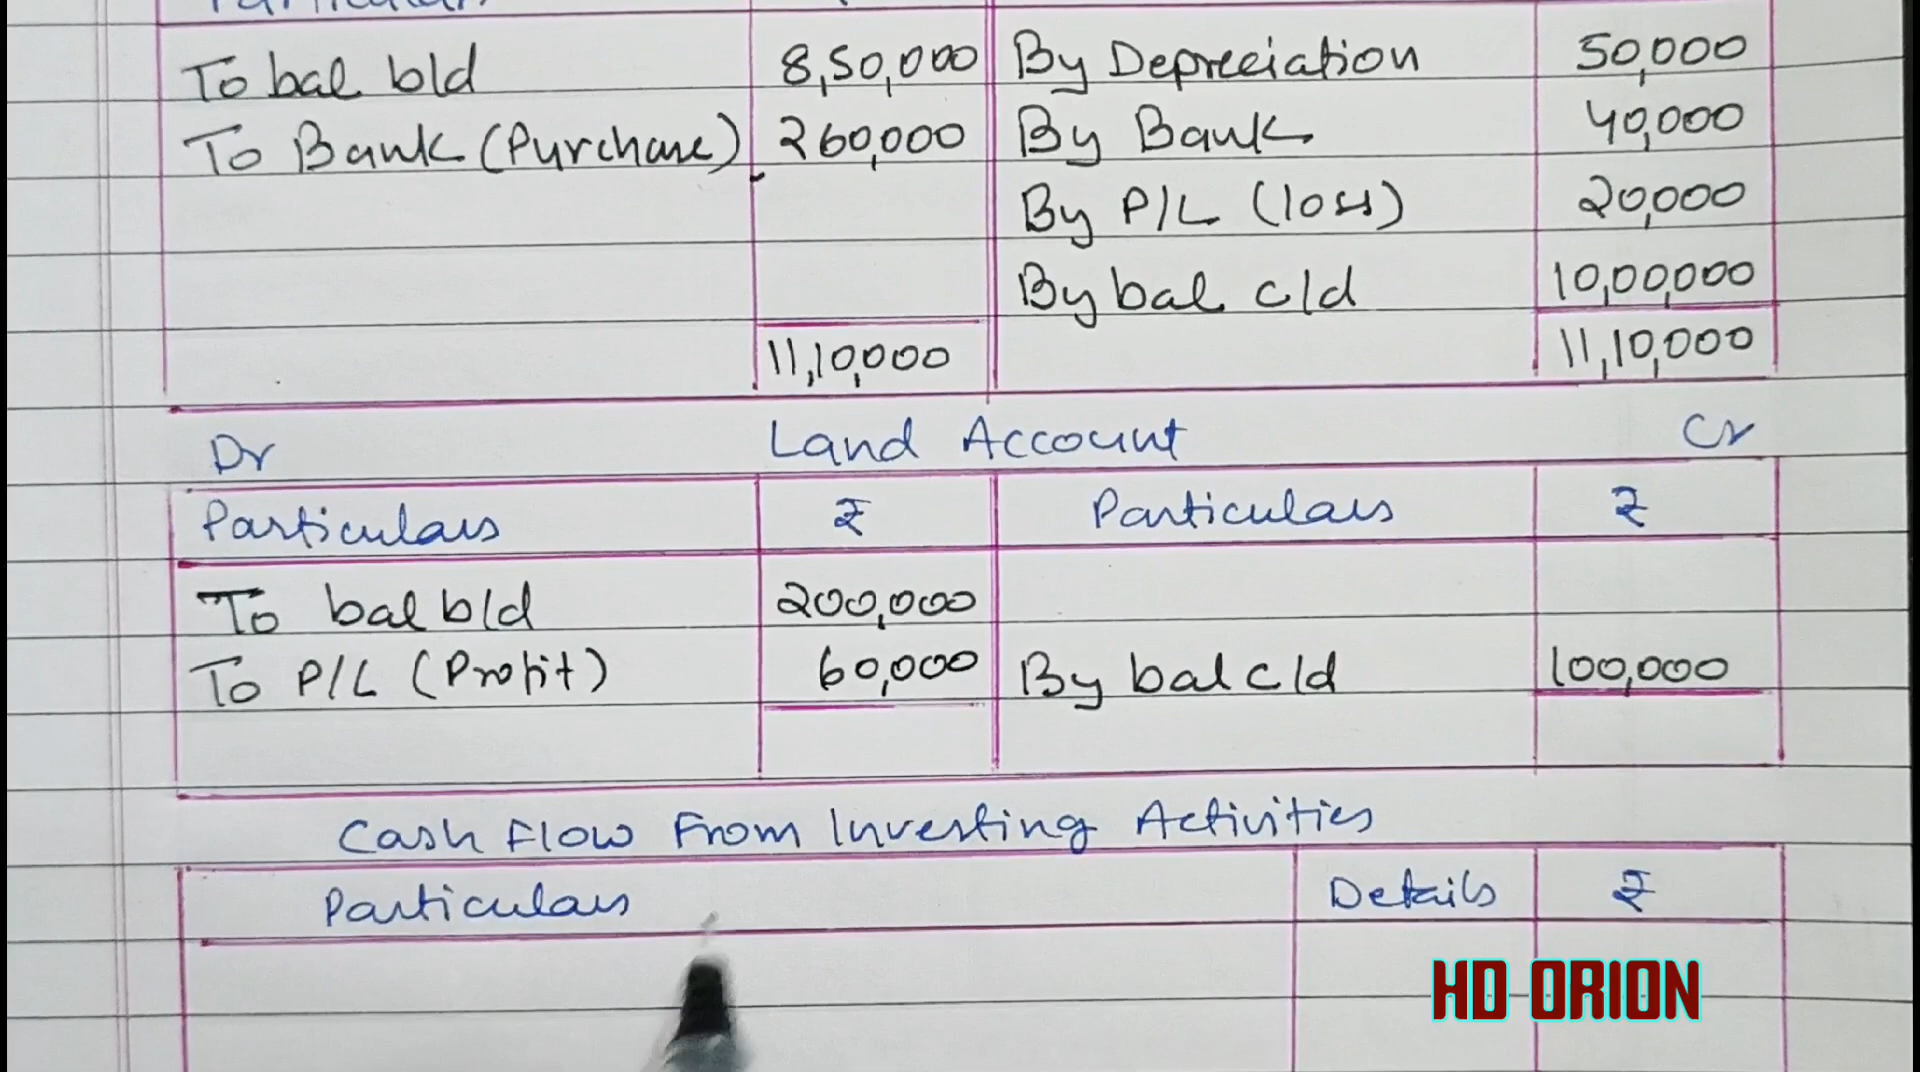 Particulars
To bal b/d 8,50,000 By Depreciation 50,000
To Bank (Purchase) 260,000 By Bank 40,000
By P/L (loss) 20,000
By bal c/d 10,00,000
11,10,000 11,10,000
Dr Land Account Cr
Particulars ₹ Particulars ₹
To bal b/d 200,000
To P/L (Profit) 60,000 By bal c/d 100,000
Cash Flow From Investing Activities
Particulars Details ₹
HD ORION